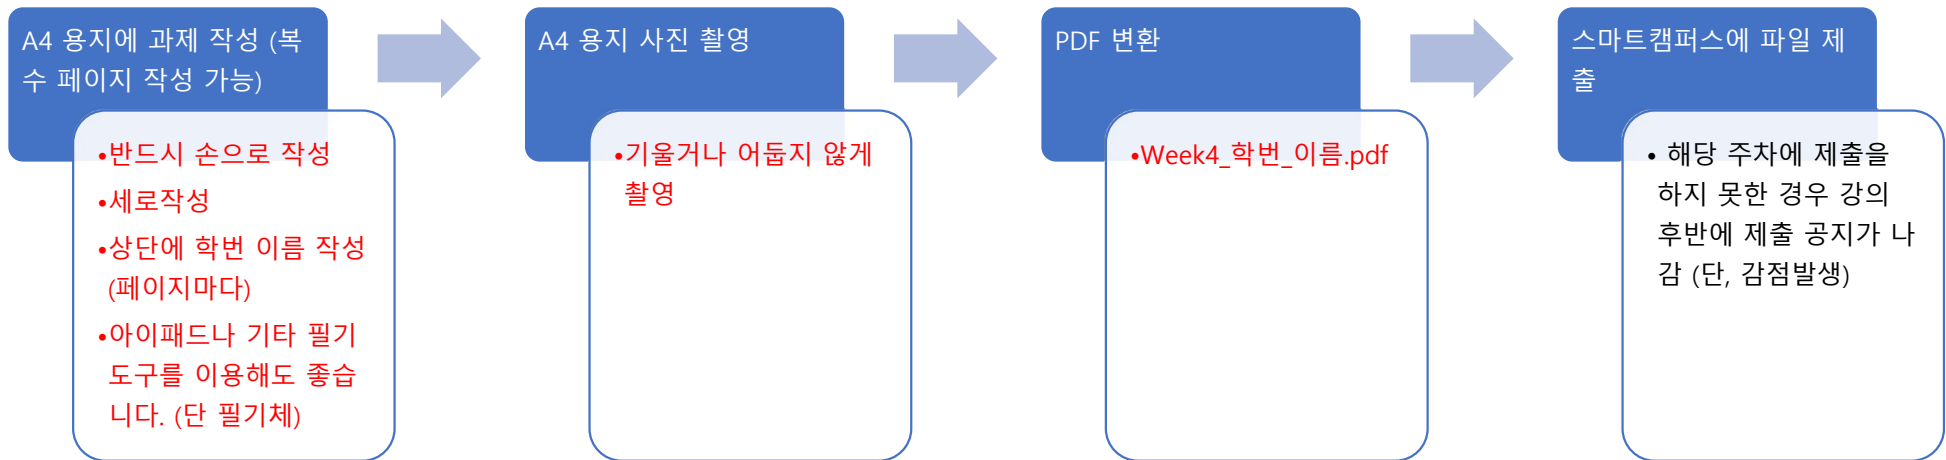 A4 용지에 과제 작성 (복
수 페이지 작성 가능)
•반드시 손으로 작성
•세로작성
•상단에 학번 이름 작성
(페이지마다)
•아이패드나 기타 필기
도구를 이용해도 좋습
니다. (단 필기체)
A4 용지 사진 촬영
•기울거나 어둡지 않게
촬영
PDF 변환
•Week4_학번_이름.pdf
스마트캠퍼스에 파일 제
출
• 해당 주차에 제출을
하지 못한 경우 강의
후반에 제출 공지가 나
감 (단, 감점발생)